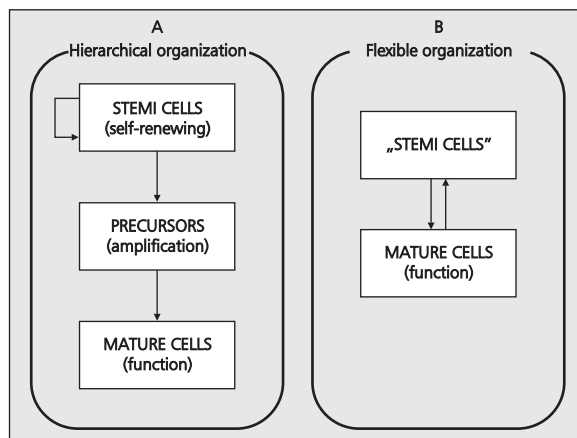 A
Hierarchical organization
STEMI CELLS
(self-renewing)
PRECURSORS
(amplification)
MATURE CELLS
(function)
B
Flexible organization
„STEMI CELLS”
MATURE CELLS
(function)